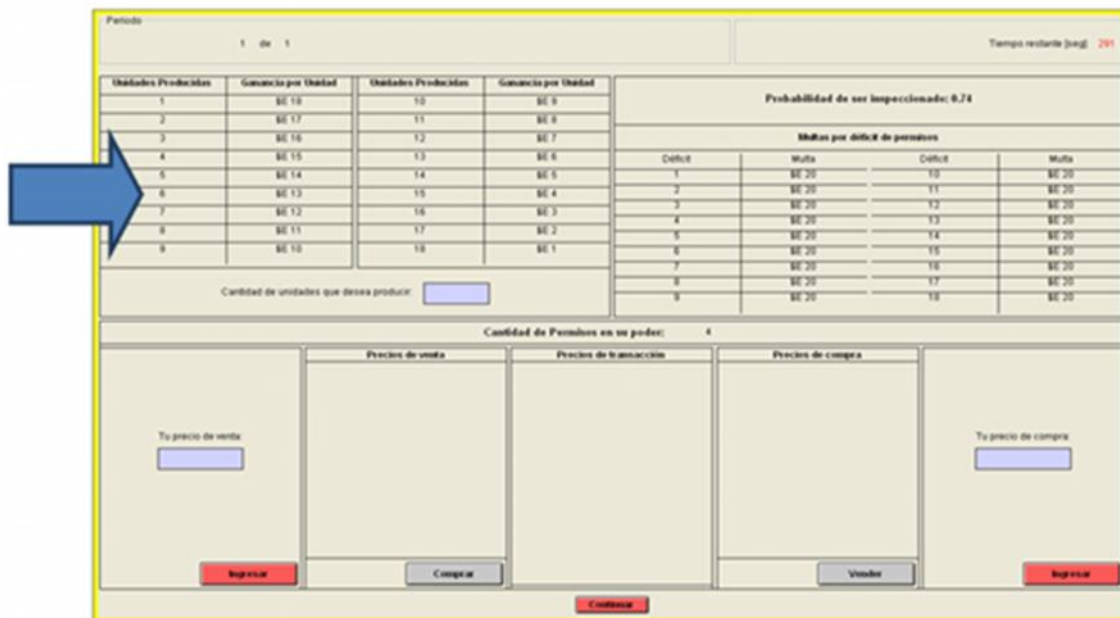 Periodo
1 de 1
Tiempo restante [seg] 291
Unidades Producidas Ganancia por Unidad Unidades Producidas Ganancia por Unidad
1 $E 18 10 $E 9
2 $E 17 11 $E 8
3 $E 16 12 $E 7
4 $E 15 13 $E 6
5 $E 14 14 $E 5
6 $E 13 15 $E 4
7 $E 12 16 $E 3
8 $E 11 17 $E 2
9 $E 10 18 $E 1
Cantidad de unidades que desea producir:
Probabilidad de ser inspeccionado: 0.74
Multas por déficit de permisos
Déficit Multa Déficit Multa
1 $E 20 10 $E 20
2 $E 20 11 $E 20
3 $E 20 12 $E 20
4 $E 20 13 $E 20
5 $E 20 14 $E 20
6 $E 20 15 $E 20
7 $E 20 16 $E 20
8 $E 20 17 $E 20
9 $E 20 18 $E 20
Cantidad de Permisos en su poder: 4
Tu precio de venta:
Ingresar
Precios de venta
Comprar
Precios de transacción
Precios de compra
Vender
Tu precio de compra:
Ingresar
Continuar